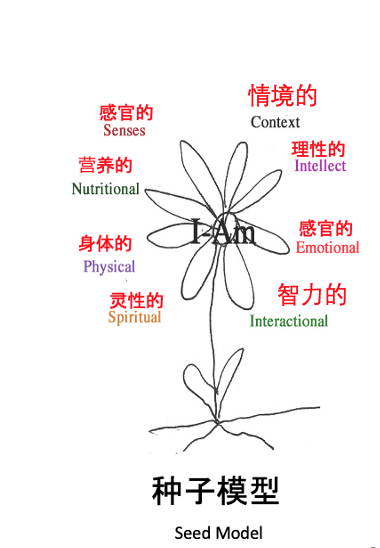 情境的
Context
感官的
Senses
理性的
Intellect
营养的
Nutritional
感官的
Emotional
身体的
Physical
I-Am
智力的
Interactional
灵性的
Spiritual
种子模型
Seed Model